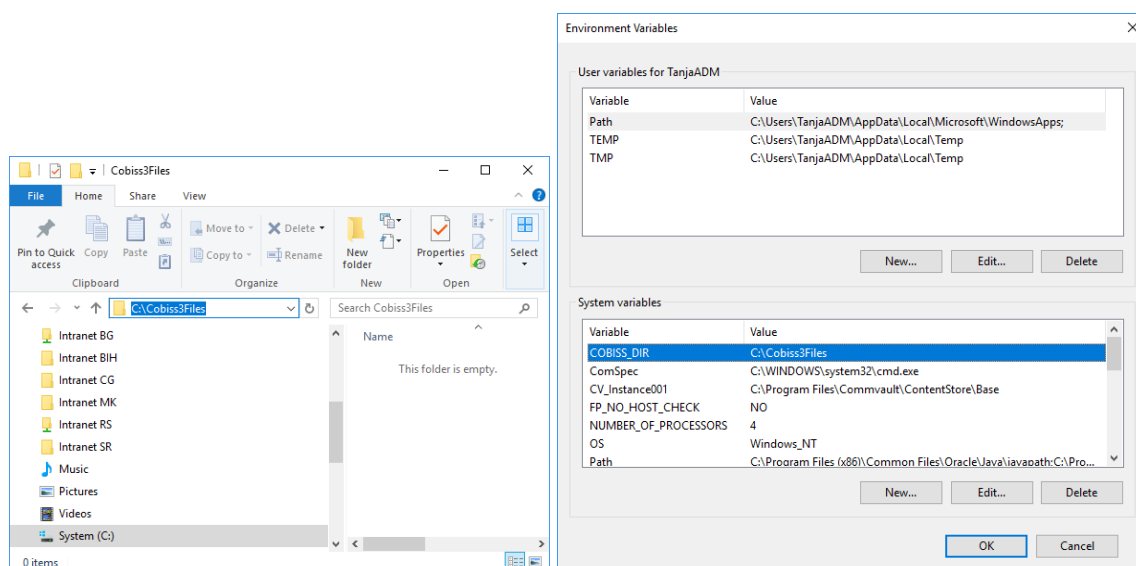 Cobiss3Files
File Home Share View
Pin to Quick access
Copy
Paste
Move to
Copy to
Delete
Rename
New folder
Properties
Select
Clipboard Organize New Open
C:\Cobiss3Files
Search Cobiss3Files
Intranet BG
Intranet BIH
Intranet CG
Intranet MK
Intranet RS
Intranet SR
Music
Pictures
Videos
System (C:)
Name
This folder is empty.
0 items
Environment Variables
User variables for TanjaADM
Variable Value
Path C:\Users\TanjaADM\AppData\Local\Microsoft\WindowsApps;
TEMP C:\Users\TanjaADM\AppData\Local\Temp
TMP C:\Users\TanjaADM\AppData\Local\Temp
New... Edit... Delete
System variables
Variable Value
COBISS_DIR C:\Cobiss3Files
ComSpec C:\WINDOWS\system32\cmd.exe
CV_Instance001 C:\Program Files\Commvault\ContentStore\Base
FP_NO_HOST_CHECK NO
NUMBER_OF_PROCESSORS 4
OS Windows_NT
Path C:\Program Files (x86)\Common Files\Oracle\Java\javapath;C:\Pro...
New... Edit... Delete
OK Cancel